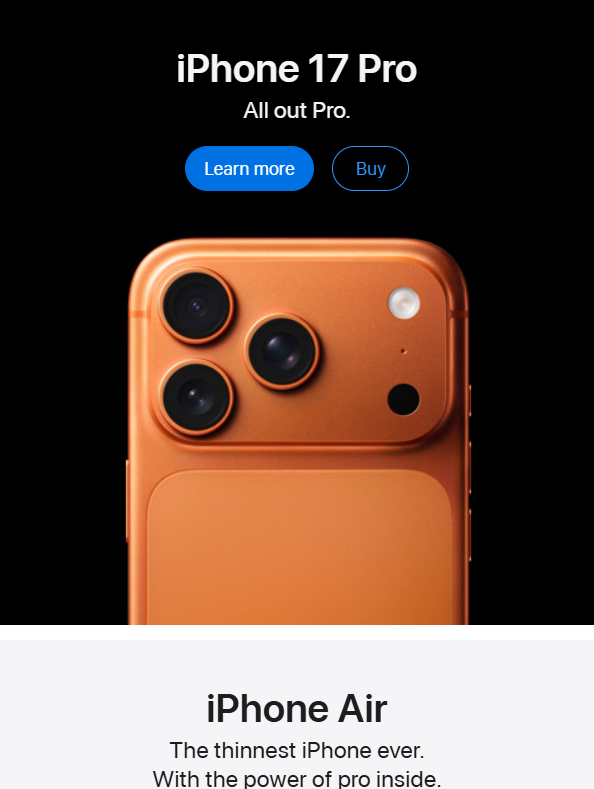 iPhone 17 Pro
All out Pro.
Learn more
Buy
iPhone Air
The thinnest iPhone ever.
With the power of pro inside.